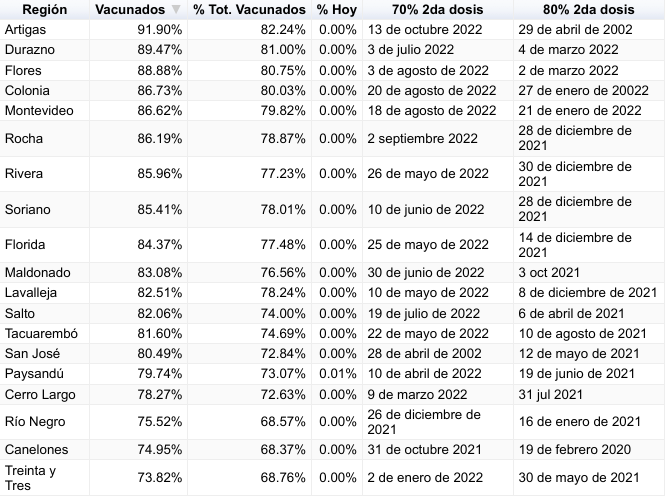 Región Vacunados % Tot. Vacunados % Hoy 70% 2da dosis 80% 2da dosis
Artigas 91.90% 82.24% 0.00% 13 de octubre 2022 29 de abril de 2002
Durazno 89.47% 81.00% 0.00% 3 de julio 2022 4 de marzo 2022
Flores 88.88% 80.75% 0.00% 3 de agosto de 2022 2 de marzo 2022
Colonia 86.73% 80.03% 0.00% 20 de agosto de 2022 27 de enero de 20022
Montevideo 86.62% 79.82% 0.00% 18 de agosto de 2022 21 de enero de 2022
Rocha 86.19% 78.87% 0.00% 2 septiembre 2022 28 de diciembre de
2021
Rivera 85.96% 77.23% 0.00% 26 de mayo de 2022 30 de diciembre de
2021
Soriano 85.41% 78.01% 0.00% 10 de junio de 2022 28 de diciembre de
2021
Florida 84.37% 77.48% 0.00% 25 de mayo de 2022 14 de diciembre de
2021
Maldonado 83.08% 76.56% 0.00% 30 de junio de 2022 3 oct 2021
Lavalleja 82.51% 78.24% 0.00% 10 de mayo de 2022 8 de diciembre de 2021
Salto 82.06% 74.00% 0.00% 19 de julio de 2022 6 de abril de 2021
Tacuarembó 81.60% 74.69% 0.00% 22 de mayo de 2022 10 de agosto de 2021
San José 80.49% 72.84% 0.00% 28 de abril de 2002 12 de mayo de 2021
Paysandú 79.74% 73.07% 0.01% 10 de abril de 2022 19 de junio de 2021
Cerro Largo 78.27% 72.63% 0.00% 9 de marzo de 2022 31 jul 2021
Río Negro 75.52% 68.57% 0.00% 26 de diciembre de
2021 16 de enero de 2021
Canelones 74.95% 68.37% 0.00% 31 de octubre 2021 19 de febrero 2020
Treinta y
Tres 73.82% 68.76% 0.00% 2 de enero de 2022 30 de mayo de 2021